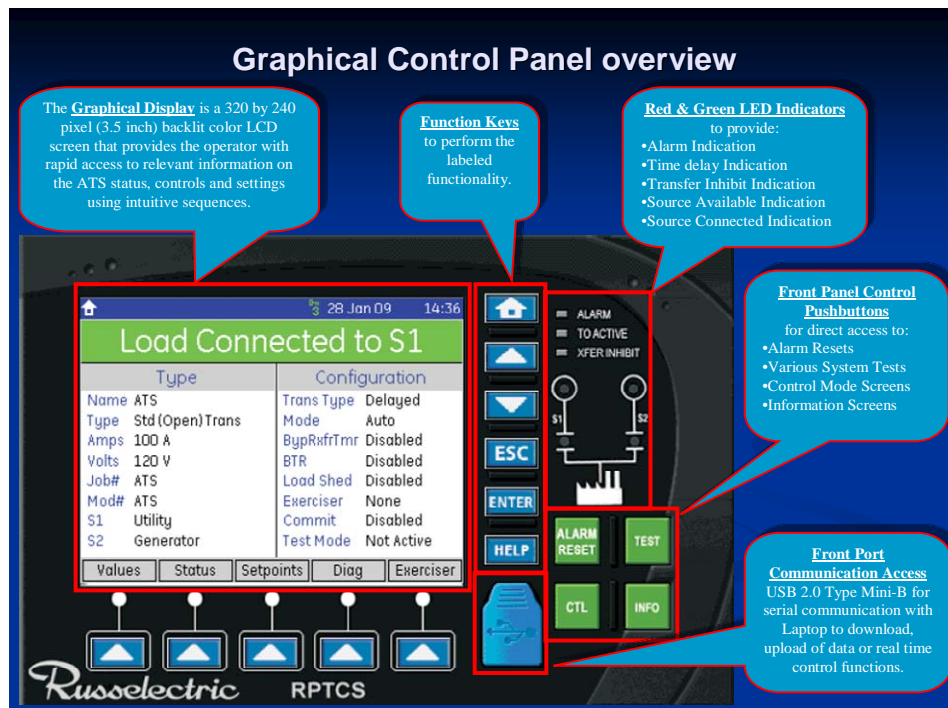 Graphical Control Panel overview
The Graphical Display is a 320 by 240
pixel (3.5 inch) backlit color LCD
screen that provides the operator with
rapid access to relevant information on
the ATS status, controls and settings
using intuitive sequences.
Function Keys
to perform the
labeled
functionality.
Red & Green LED Indicators
to provide:
•Alarm Indication
•Time delay Indication
•Transfer Inhibit Indication
•Source Available Indication
•Source Connected Indication
Front Panel Control
Pushbuttons
for direct access to:
•Alarm Resets
•Various System Tests
•Control Mode Screens
•Information Screens
Front Port
Communication Access
USB 2.0 Type Mini-B for
serial communication with
Laptop to download,
upload of data or real time
control functions.
28 Jan 09 14:36
Load Connected to S1
Type
Name ATS
Type Std (Open) Trans
Amps 100 A
Volts 120 V
Job# ATS
Mod# ATS
S1 Utility
S2 Generator
Configuration
Trans Type Delayed
Mode Auto
BypRxfrTmr Disabled
BTR Disabled
Load Shed Disabled
Exerciser None
Commit Disabled
Test Mode Not Active
Values Status Setpoints Diag Exerciser
ESC
ENTER
HELP
ALARM
TO ACTIVE
XFER INHIBIT
S1 S2
ALARM
RESET
TEST
CTL
INFO
Russelectric RPTCS